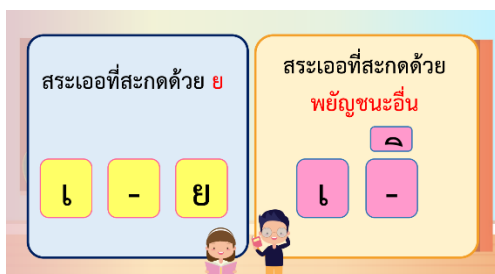 สระเออที่สะกดด้วย ย
เ - ย
สระเออที่สะกดด้วย
พยัญชนะอื่น
เ -ิ